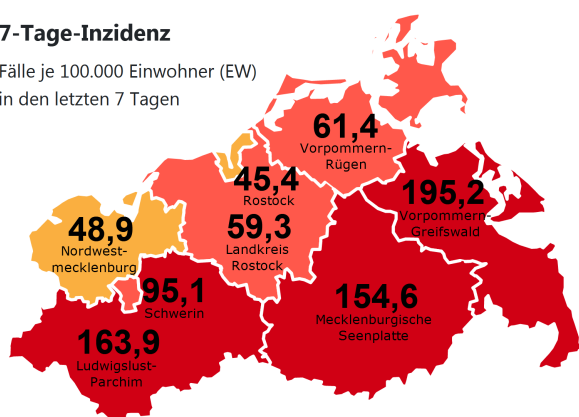 7-Tage-Inzidenz
Fälle je 100.000 Einwohner (EW)
in den letzten 7 Tagen
61,4
Vorpommern-
Rügen
45,4
Rostock
195,2
Vorpommern-
Greifswald
48,9
Nordwest-
mecklenburg
59,3
Landkreis
Rostock
95,1
Schwerin
154,6
Mecklenburgische
Seenplatte
163,9
Ludwigslust-
Parchim